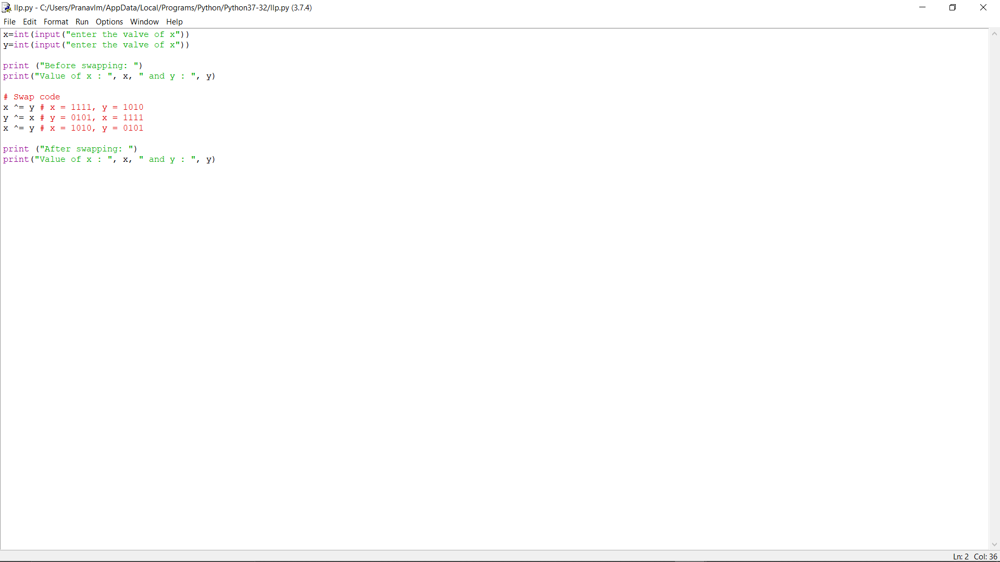 llp.py - C:/Users/Pranavlm/AppData/Local/Programs/Python/Python37-32/llp.py (3.7.4)
File Edit Format Run Options Window Help
x=int(input("enter the valve of x"))
y=int(input("enter the valve of x"))
print ("Before swapping: ")
print("Value of x : ", x, " and y : ", y)
# Swap code
x ^= y # x = 1111, y = 1010
y ^= x # y = 0101, x = 1111
x ^= y # x = 1010, y = 0101
print ("After swapping: ")
print("Value of x : ", x, " and y : ", y)
Ln: 2 Col: 36